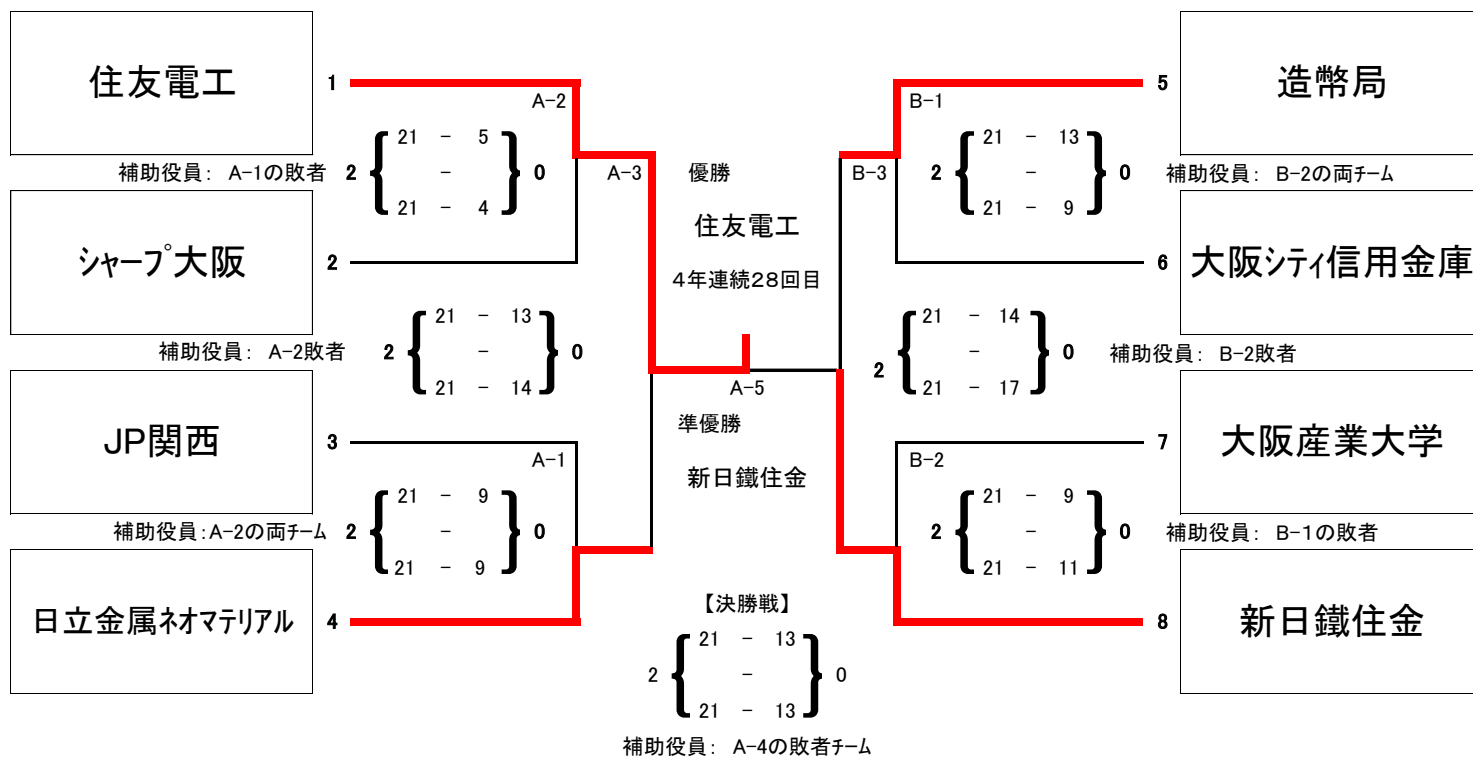 住友電工 1
A-2
21 - 5
2 { - } 0
21 - 4
補助役員： A-1の敗者
シャープ大阪 2
A-3
21 - 13
2 { - } 0
21 - 14
補助役員： A-2敗者
JP関西 3
A-1
21 - 9
2 { - } 0
21 - 9
補助役員：A-2の両チーム
日立金属ネオマテリアル 4
優勝
住友電工
4年連続28回目
A-5
準優勝
新日鐵住金
【決勝戦】
21 - 13
2 { - } 0
21 - 13
補助役員： A-4の敗者チーム
5 造幣局
B-1
21 - 13
2 { - } 0
21 - 9
補助役員： B-2の両チーム
6 大阪シティ信用金庫
B-3
21 - 14
2 { - } 0
21 - 17
補助役員： B-2敗者
7 大阪産業大学
B-2
21 - 9
2 { - } 0
21 - 11
補助役員： B-1の敗者
8 新日鐵住金